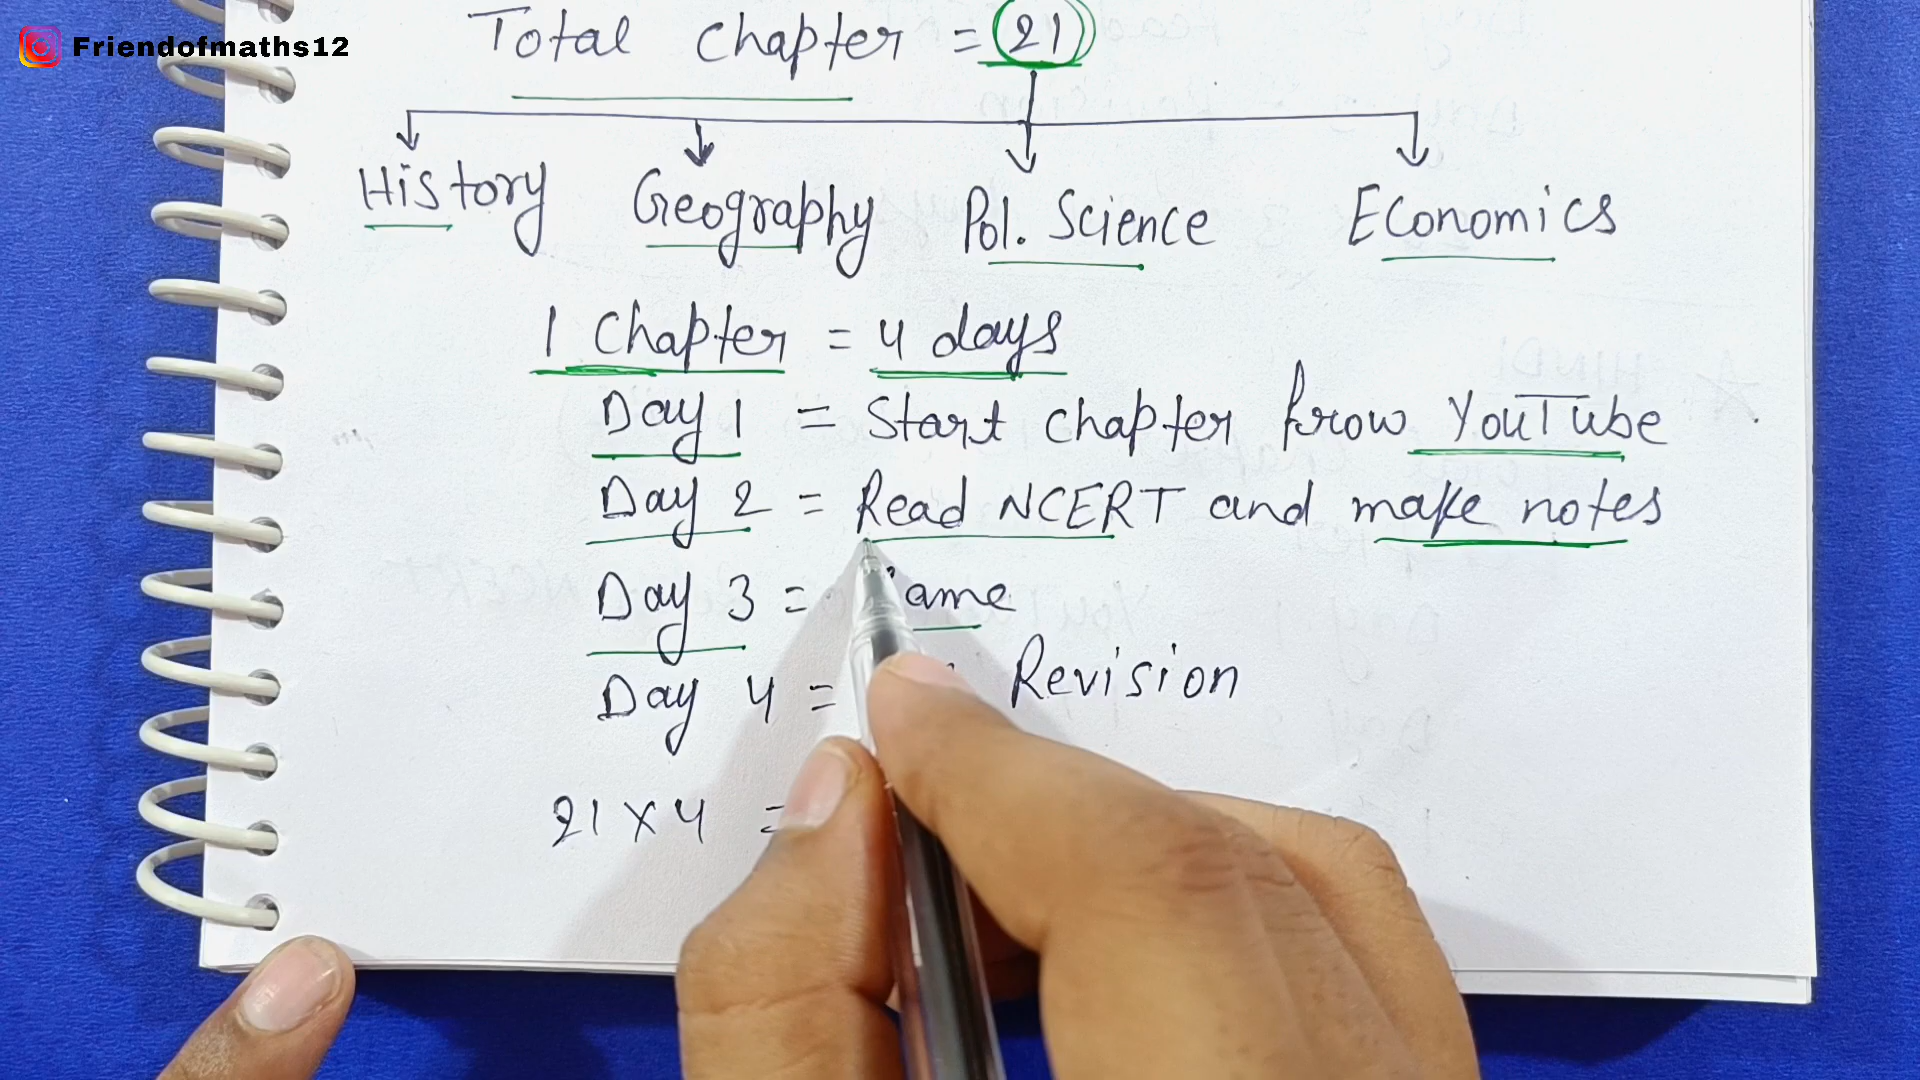 Friendofmaths12
Total chapter = 21
History Geography Pol. Science Economics
1 Chapter = 4 days
Day 1 = Start chapter from YouTube
Day 2 = Read NCERT and make notes
Day 3 = Same
Day 4 = Revision
21 x 4 =